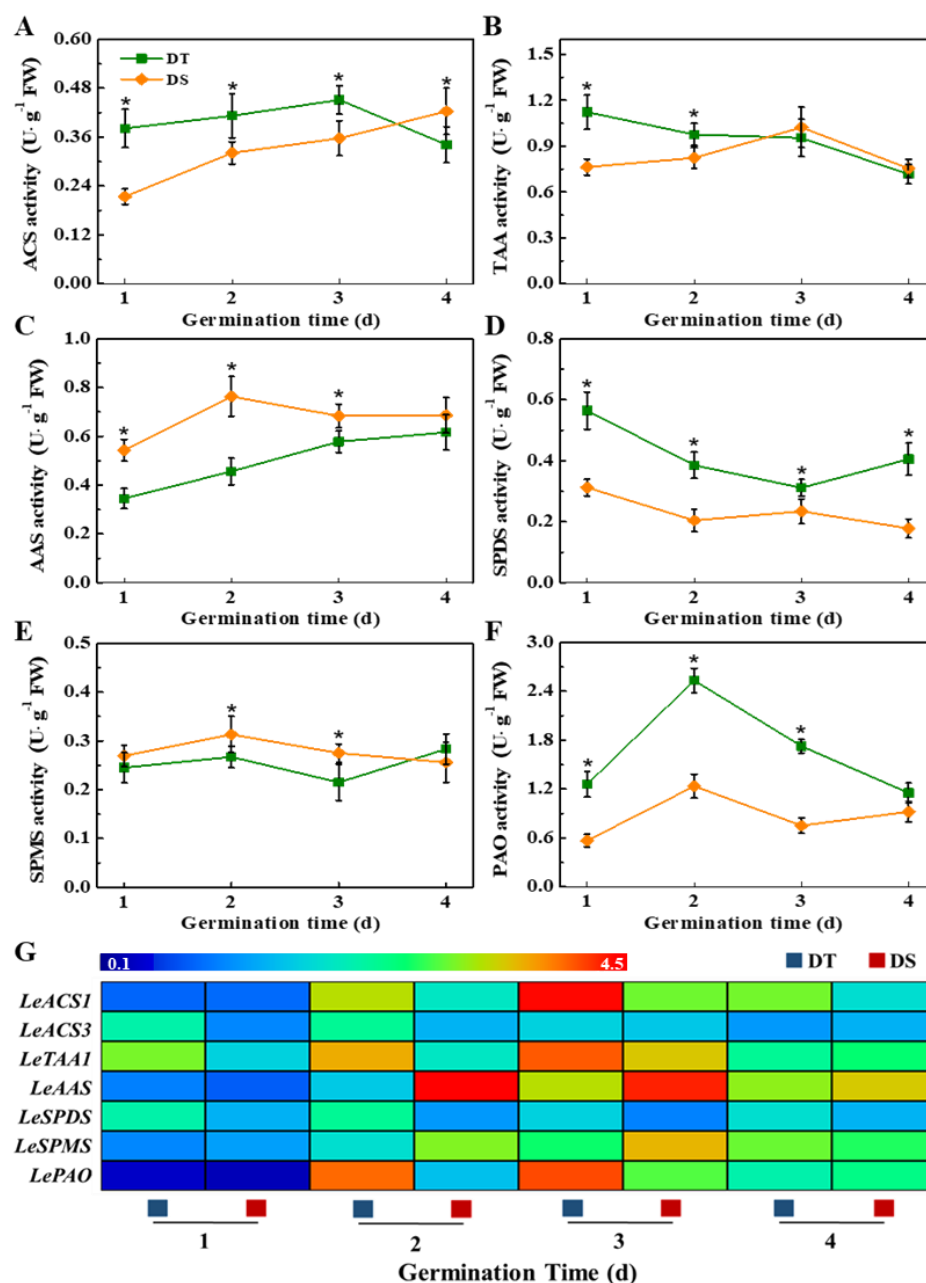 A
0.60
0.48
0.36
0.24
0.12
0.00
ACS activity (U· g⁻¹ FW)
DT
DS
* * * *
1 2 3 4
Germination time (d)
B
1.5
1.2
0.9
0.6
0.3
0.0
TAA activity (U· g⁻¹ FW)
* *
1 2 3 4
Germination time (d)
C
1.0
0.8
0.6
0.4
0.2
0.0
AAS activity (U· g⁻¹ FW)
* * *
1 2 3 4
Germination time (d)
D
0.8
0.6
0.4
0.2
0.0
SPDS activity (U· g⁻¹ FW)
* * * *
1 2 3 4
Germination time (d)
E
0.5
0.4
0.3
0.2
0.1
0.0
SPMS activity (U· g⁻¹ FW)
* *
1 2 3 4
Germination time (d)
F
3.0
2.4
1.8
1.2
0.6
0.0
PAO activity (U· g⁻¹ FW)
* * *
1 2 3 4
Germination time (d)
G
0.1 4.5
DT DS
LeACS1
LeACS3
LeTAA1
LeAAS
LeSPDS
LeSPMS
LePAO
1 2 3 4
Germination Time (d)